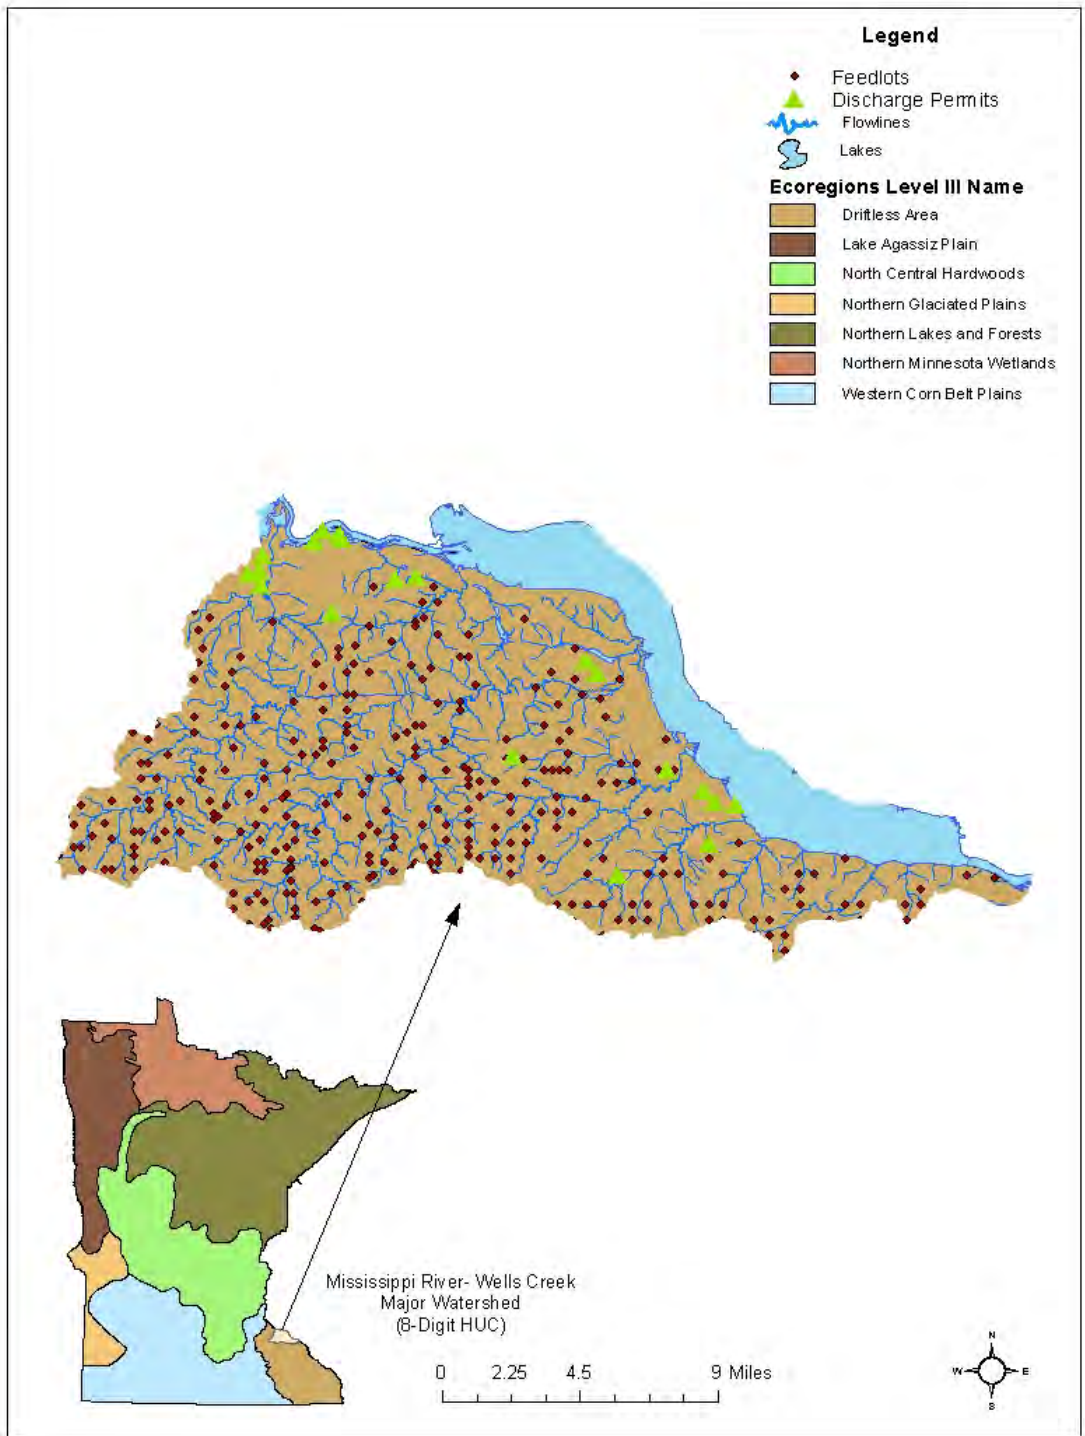 Legend
Feedlots
Discharge Permits
Flowlines
Lakes
Ecoregions Level III Name
Driftless Area
Lake Agassiz Plain
North Central Hardwoods
Northern Glaciated Plains
Northern Lakes and Forests
Northern Minnesota Wetlands
Western Corn Belt Plains
Mississippi River- Wells Creek
Major Watershed
(8-Digit HUC)
0 2.25 4.5 9 Miles
N
W E
S